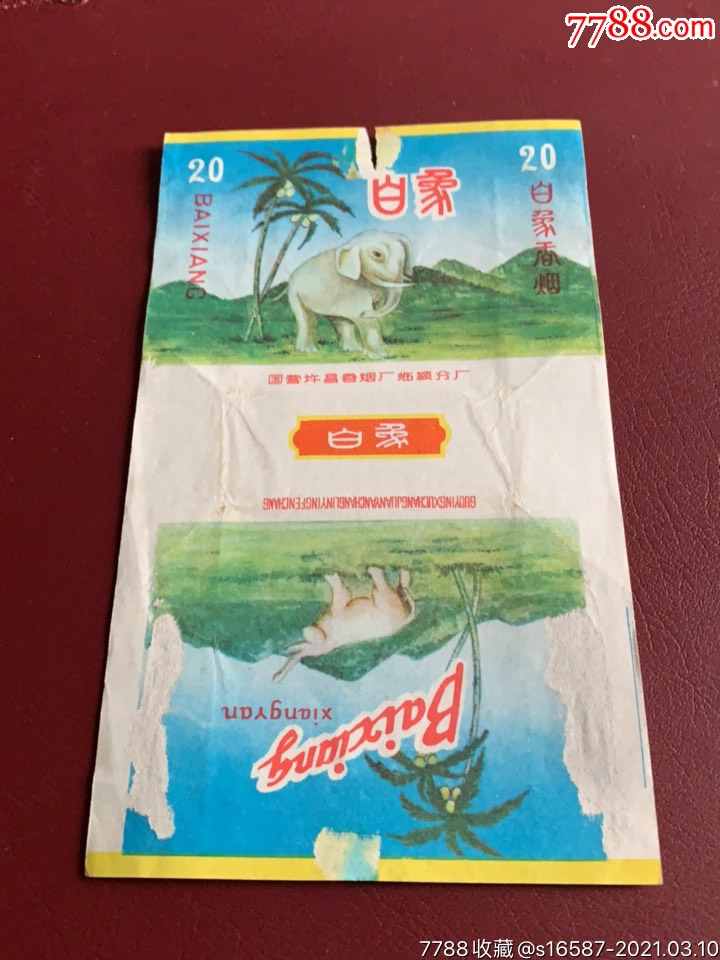 7788.com
20
BAIXIANG
白象
20
白象香烟
国营许昌卷烟厂临颍分厂
白象
GUOYINGXUCHANGJUANYANCHANGLINYINGFENCHANG
Baixiang
xiangyan
7788收藏 @s16587-2021.03.10